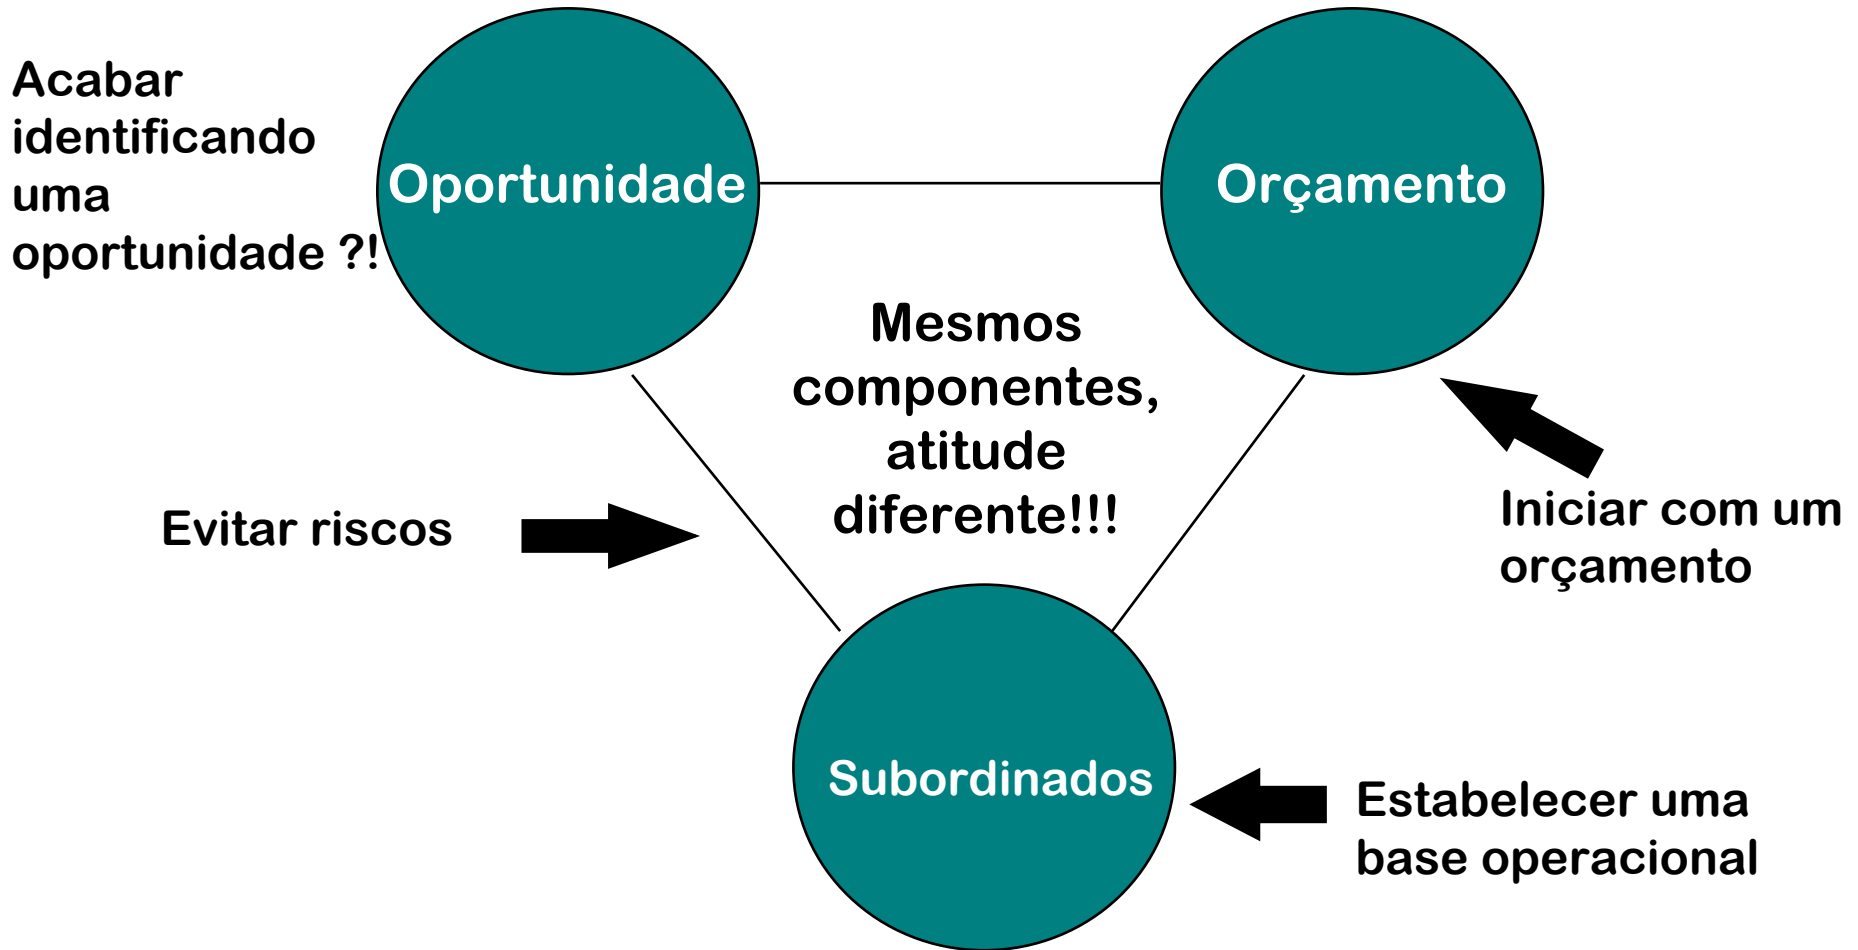 Acabar
identificando
uma
oportunidade ?!
Oportunidade
Orçamento
Mesmos
componentes,
atitude
diferente!!!
Evitar riscos
Iniciar com um
orçamento
Subordinados
Estabelecer uma
base operacional